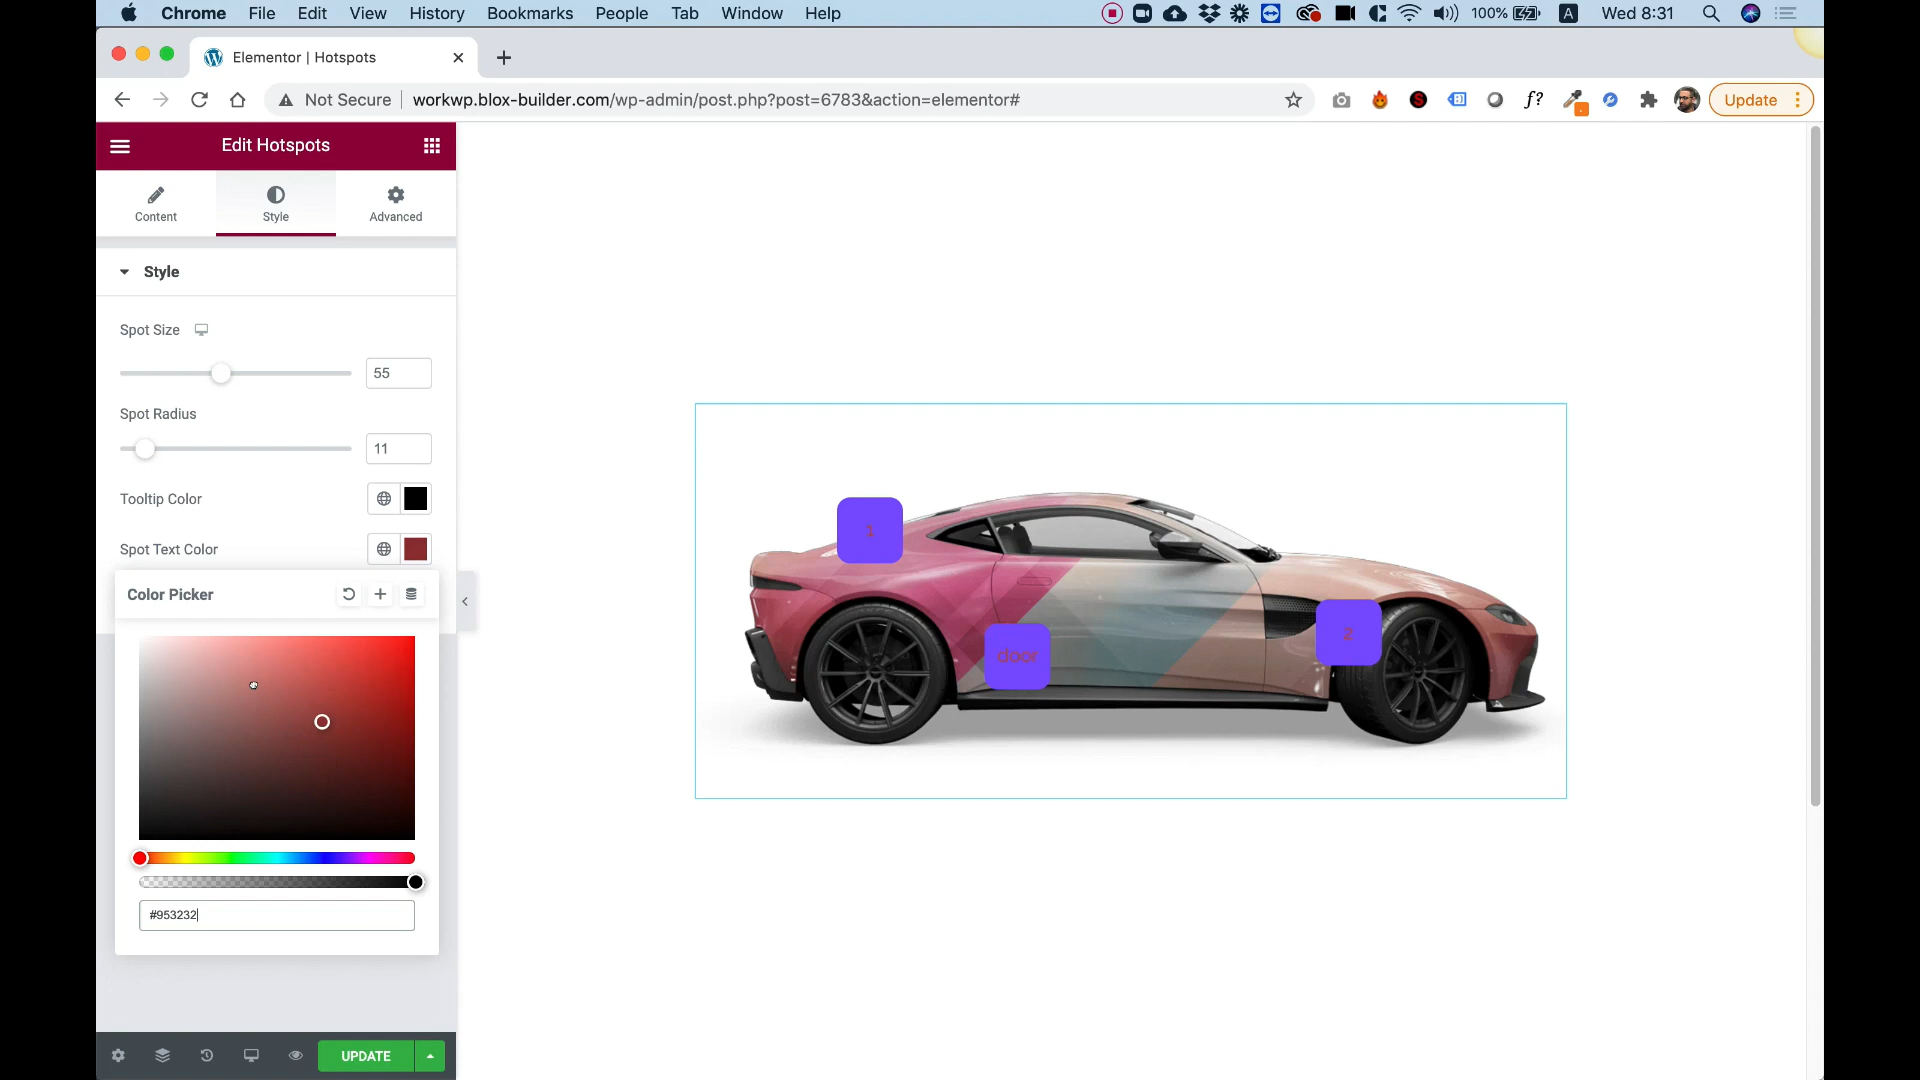 Chrome File Edit View History Bookmarks People Tab Window Help 100% A Wed 8:31
Elementor | Hotspots
Not Secure workwp.blox-builder.com/wp-admin/post.php?post=6783&action=elementor# S f? Update
Edit Hotspots
Content Style Advanced
Style
Spot Size
55
Spot Radius
11
Tooltip Color
Spot Text Color
Color Picker
#953232
UPDATE
1
door
2